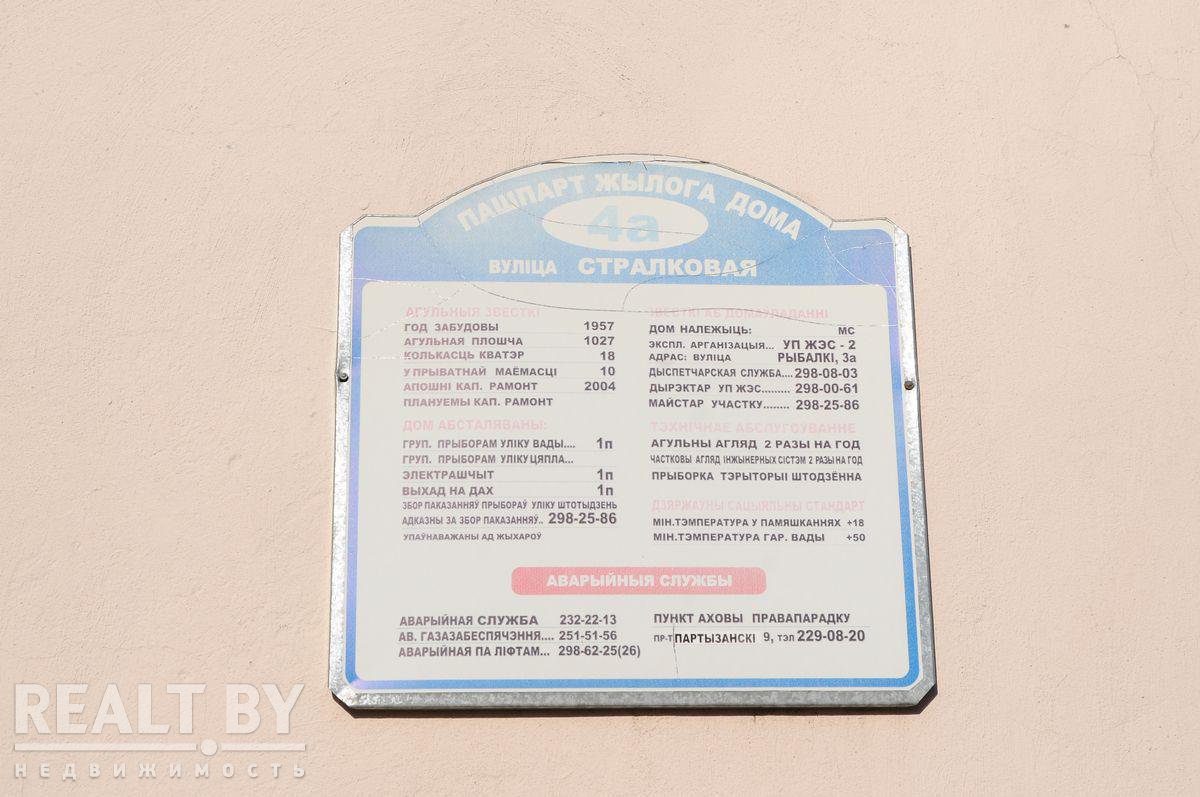 ПАШПАРТ ЖЫЛОГА ДОМА
4а
ВУЛІЦА СТРАЛКОВАЯ
АГУЛЬНЫЯ ЗВЕСТКІ
ГОД ЗАБУДОВЫ 1957
АГУЛЬНАЯ ПЛОШЧА 1027
КОЛЬКАСЦЬ КВАТЭР 18
У ПРЫВАТНАЙ МАЁМАСЦІ 10
АПОШНІ КАП. РАМОНТ 2004
ПЛАНУЕМЫ КАП. РАМОНТ
ДОМ АБСТАЛЯВАНЫ:
ГРУП. ПРЫБОРАМ УЛІКУ ВАДЫ.... 1п
ГРУП. ПРЫБОРАМ УЛІКУ ЦЯПЛА...
ЭЛЕКТРАШЧЫТ 1п
ВЫХАД НА ДАХ 1п
ЗБОР ПАКАЗАННЯЎ ПРЫБОРАЎ УЛІКУ ШТОТЫДЗЕНЬ
АДКАЗНЫ ЗА ЗБОР ПАКАЗАННЯЎ.. 298-25-86
УПАЎНАВАЖАНЫ АД ЖЫХАРОЎ
ЗВЕСТКІ АБ ДОМАЎЛАДАННІ
ДОМ НАЛЕЖЫЦЬ: МС
ЭКСПЛ. АРГАНІЗАЦЫЯ... УП ЖЭС - 2
АДРАС: ВУЛІЦА РЫБАЛКІ, 3а
ДЫСПЕТЧАРСКАЯ СЛУЖБА.... 298-08-03
ДЫРЭКТАР УП ЖЭС......... 298-00-61
МАЙСТАР УЧАСТКУ........ 298-25-86
ТЭХНІЧНАЕ АБСЛУГОУВАННЕ
АГУЛЬНЫ АГЛЯД 2 РАЗЫ НА ГОД
ЧАСТКОВЫ АГЛЯД ІНЖЫНЕРНЫХ СІСТЭМ 2 РАЗЫ НА ГОД
ПРЫБОРКА ТЭРЫТОРЫІ ШТОДЗЁННА
ДЗЯРЖАЎНЫ САЦЫЯЛЬНЫ СТАНДАРТ
МІН.ТЭМПЕРАТУРА У ПАМЯШКАННЯХ +18
МІН.ТЭМПЕРАТУРА ГАР. ВАДЫ +50
АВАРЫЙНЫЯ СЛУЖБЫ
АВАРЫЙНАЯ СЛУЖБА 232-22-13
АВ. ГАЗАЗАБЕСПЯЧЭННЯ.... 251-51-56
АВАРЫЙНАЯ ПА ЛІФТАМ... 298-62-25(26)
ПУНКТ АХОВЫ ПРАВАПАРАДКУ
ПР-Т ПАРТЫЗАНСКІ 9, ТЭЛ 229-08-20
REALT.BY
НЕДВИЖИМОСТЬ